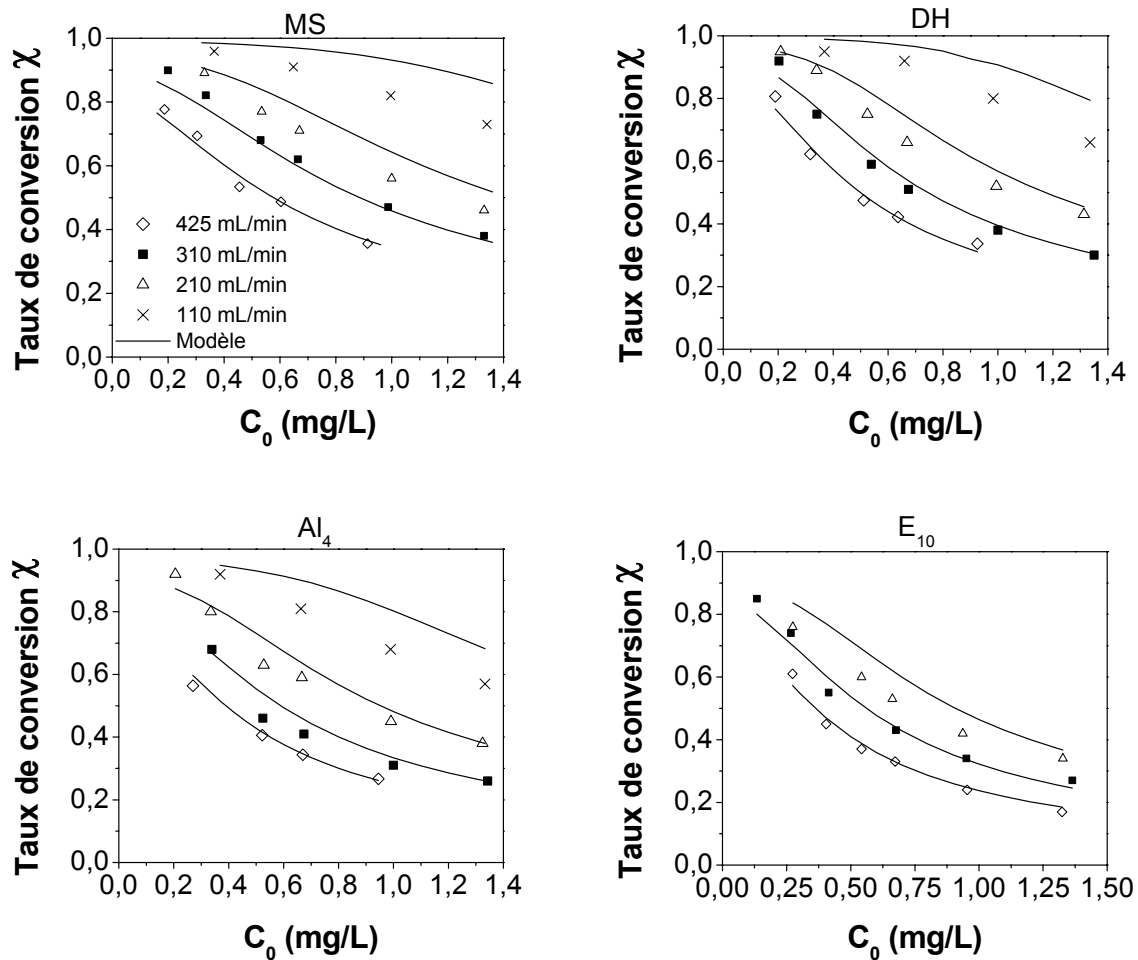 MS
Taux de conversion χ
1,0
0,8
0,6
0,4
0,2
0,0
425 mL/min
310 mL/min
210 mL/min
110 mL/min
Modèle
0,0 0,2 0,4 0,6 0,8 1,0 1,2 1,4
C₀ (mg/L)
DH
Taux de conversion χ
1,0
0,8
0,6
0,4
0,2
0,0
0,0 0,2 0,4 0,6 0,8 1,0 1,2 1,4
C₀ (mg/L)
Al₄
Taux de conversion χ
1,0
0,8
0,6
0,4
0,2
0,0
0,0 0,2 0,4 0,6 0,8 1,0 1,2 1,4
C₀ (mg/L)
E₁₀
Taux de conversion χ
1,0
0,8
0,6
0,4
0,2
0,0
0,00 0,25 0,50 0,75 1,00 1,25 1,50
C₀ (mg/L)